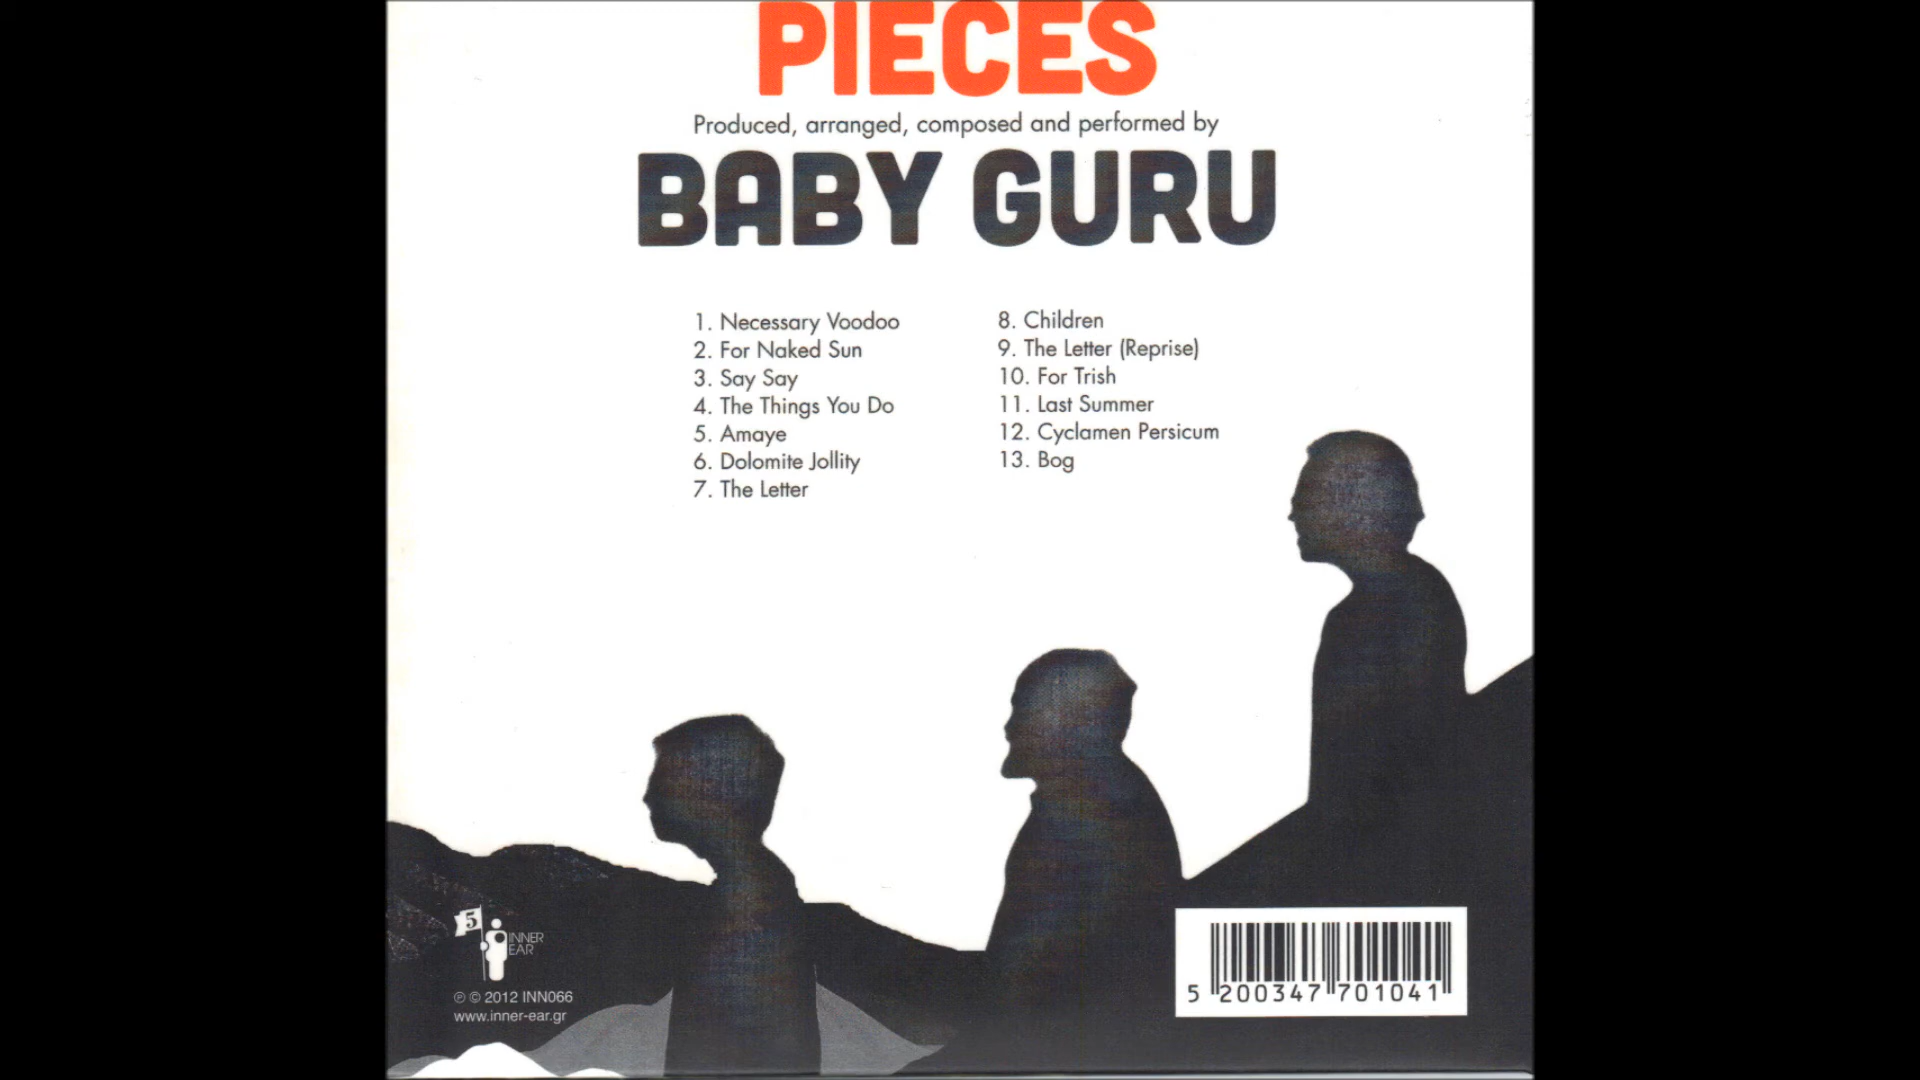 PIECES
Produced, arranged, composed and performed by
BABY GURU
1. Necessary Voodoo
2. For Naked Sun
3. Say Say
4. The Things You Do
5. Amaye
6. Dolomite Jollity
7. The Letter
8. Children
9. The Letter (Reprise)
10. For Trish
11. Last Summer
12. Cyclamen Persicum
13. Bog
5
INNER
EAR
℗ © 2012 INN066
www.inner-ear.gr
5 200347 701041